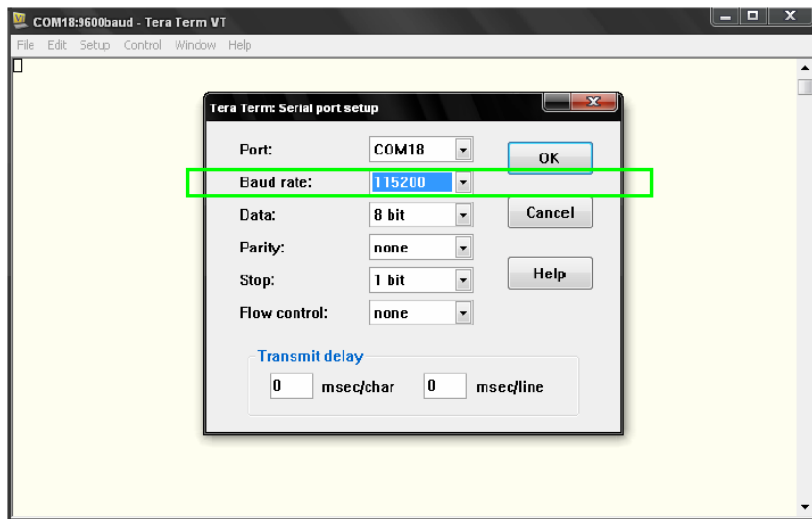 COM18:9600baud - Tera Term VT
File Edit Setup Control Window Help
Tera Term: Serial port setup
Port: COM18
OK
Baud rate: 115200
Data: 8 bit
Cancel
Parity: none
Stop: 1 bit
Help
Flow control: none
Transmit delay
0 msec/char 0 msec/line